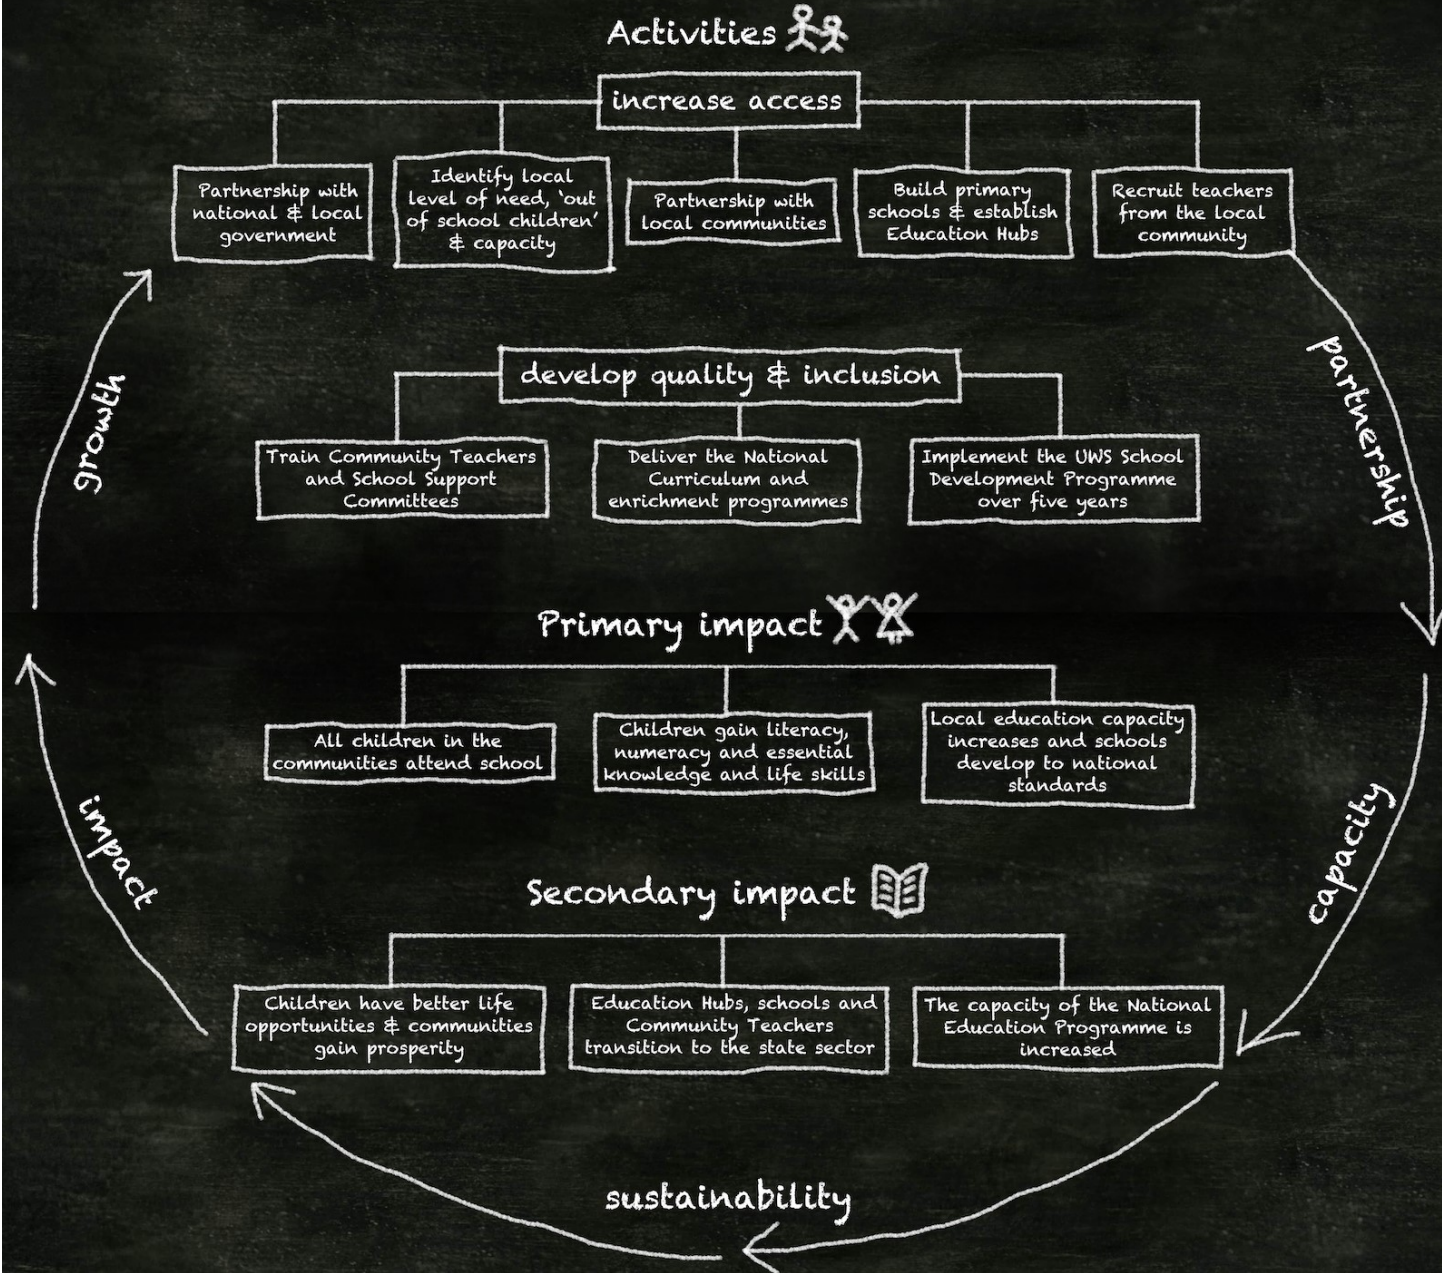 Activities
increase access
Partnership with
national & local
government
Identify local
level of need, 'out
of school children'
& capacity
Partnership with
local communities
Build primary
schools & establish
Education Hubs
Recruit teachers
from the local
community
growth
partnership
develop quality & inclusion
Train Community Teachers
and School Support
Committees
Deliver the National
Curriculum and
enrichment programmes
Implement the UWS School
Development Programme
over five years
Primary impact
All children in the
communities attend school
Children gain literacy,
numeracy and essential
knowledge and life skills
Local education capacity
increases and schools
develop to national
standards
impact
capacity
Secondary impact
Children have better life
opportunities & communities
gain prosperity
Education Hubs, schools and
Community Teachers
transition to the state sector
The capacity of the National
Education Programme is
increased
sustainability